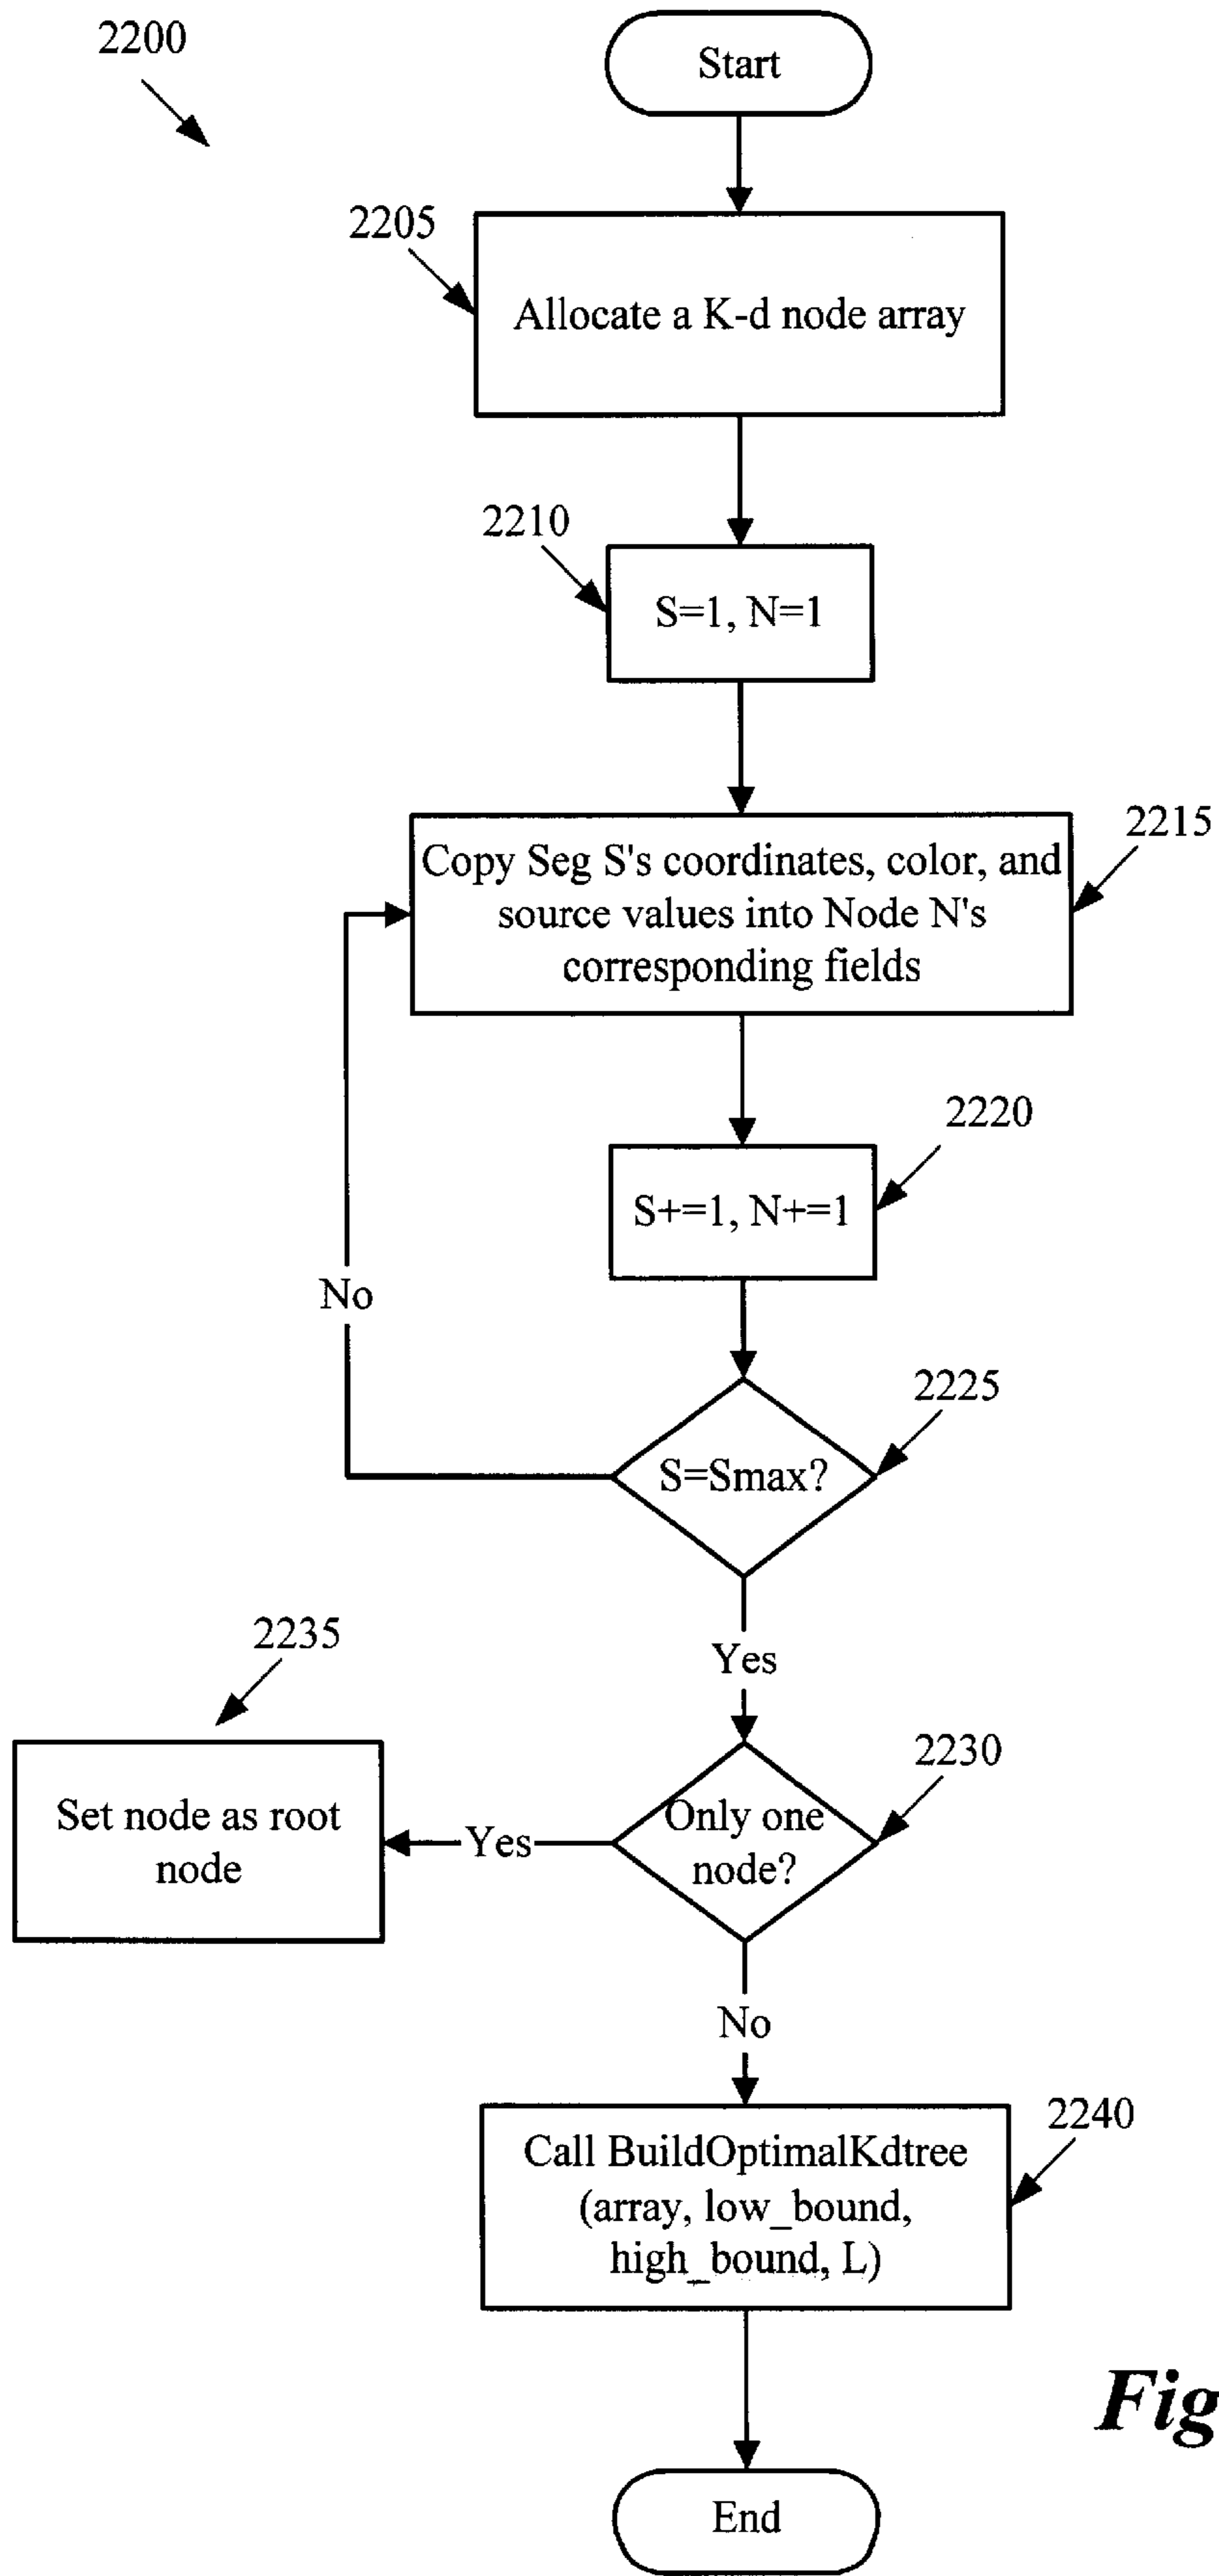 2200
Start
2205
Allocate a K-d node array
2210
S=1, N=1
2215
Copy Seg S's coordinates, color, and
source values into Node N's
corresponding fields
2220
S+=1, N+=1
No
2225
S=Smax?
Yes
2235
2230
Set node as root
node
Yes
Only one
node?
No
2240
Call BuildOptimalKdtree
(array, low_bound,
high_bound, L)
Fig
End